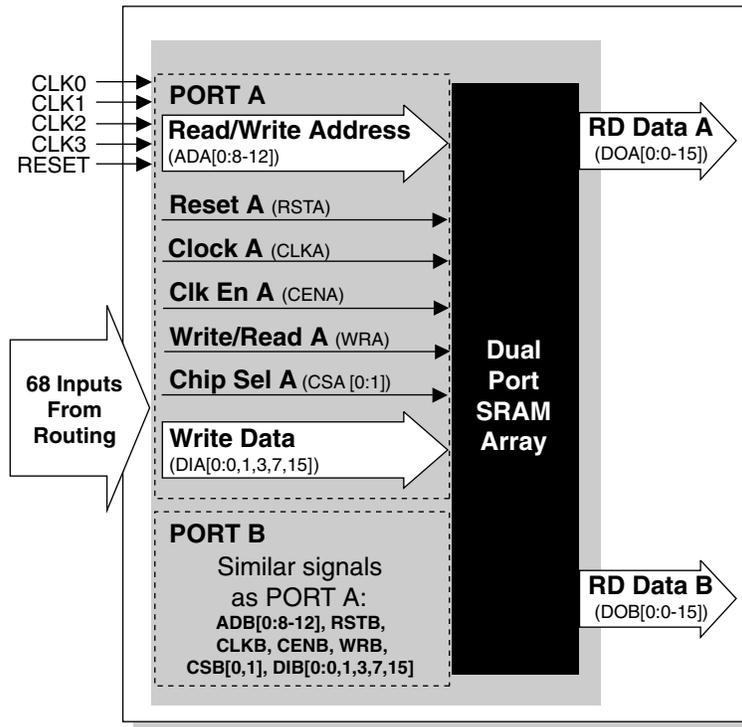 CLK0
CLK1
CLK2
CLK3
RESET
PORT A
Read/Write Address
(ADA[0:8-12])
Reset A (RSTA)
Clock A (CLKA)
Clk En A (CENA)
Write/Read A (WRA)
Chip Sel A (CSA [0:1])
Write Data
(DIA[0:0,1,3,7,15])
68 Inputs
From
Routing
PORT B
Similar signals
as PORT A:
ADB[0:8-12], RSTB,
CLKB, CENB, WRB,
CSB[0,1], DIB[0:0,1,3,7,15]
Dual
Port
SRAM
Array
RD Data A
(DOA[0:0-15])
RD Data B
(DOB[0:0-15])